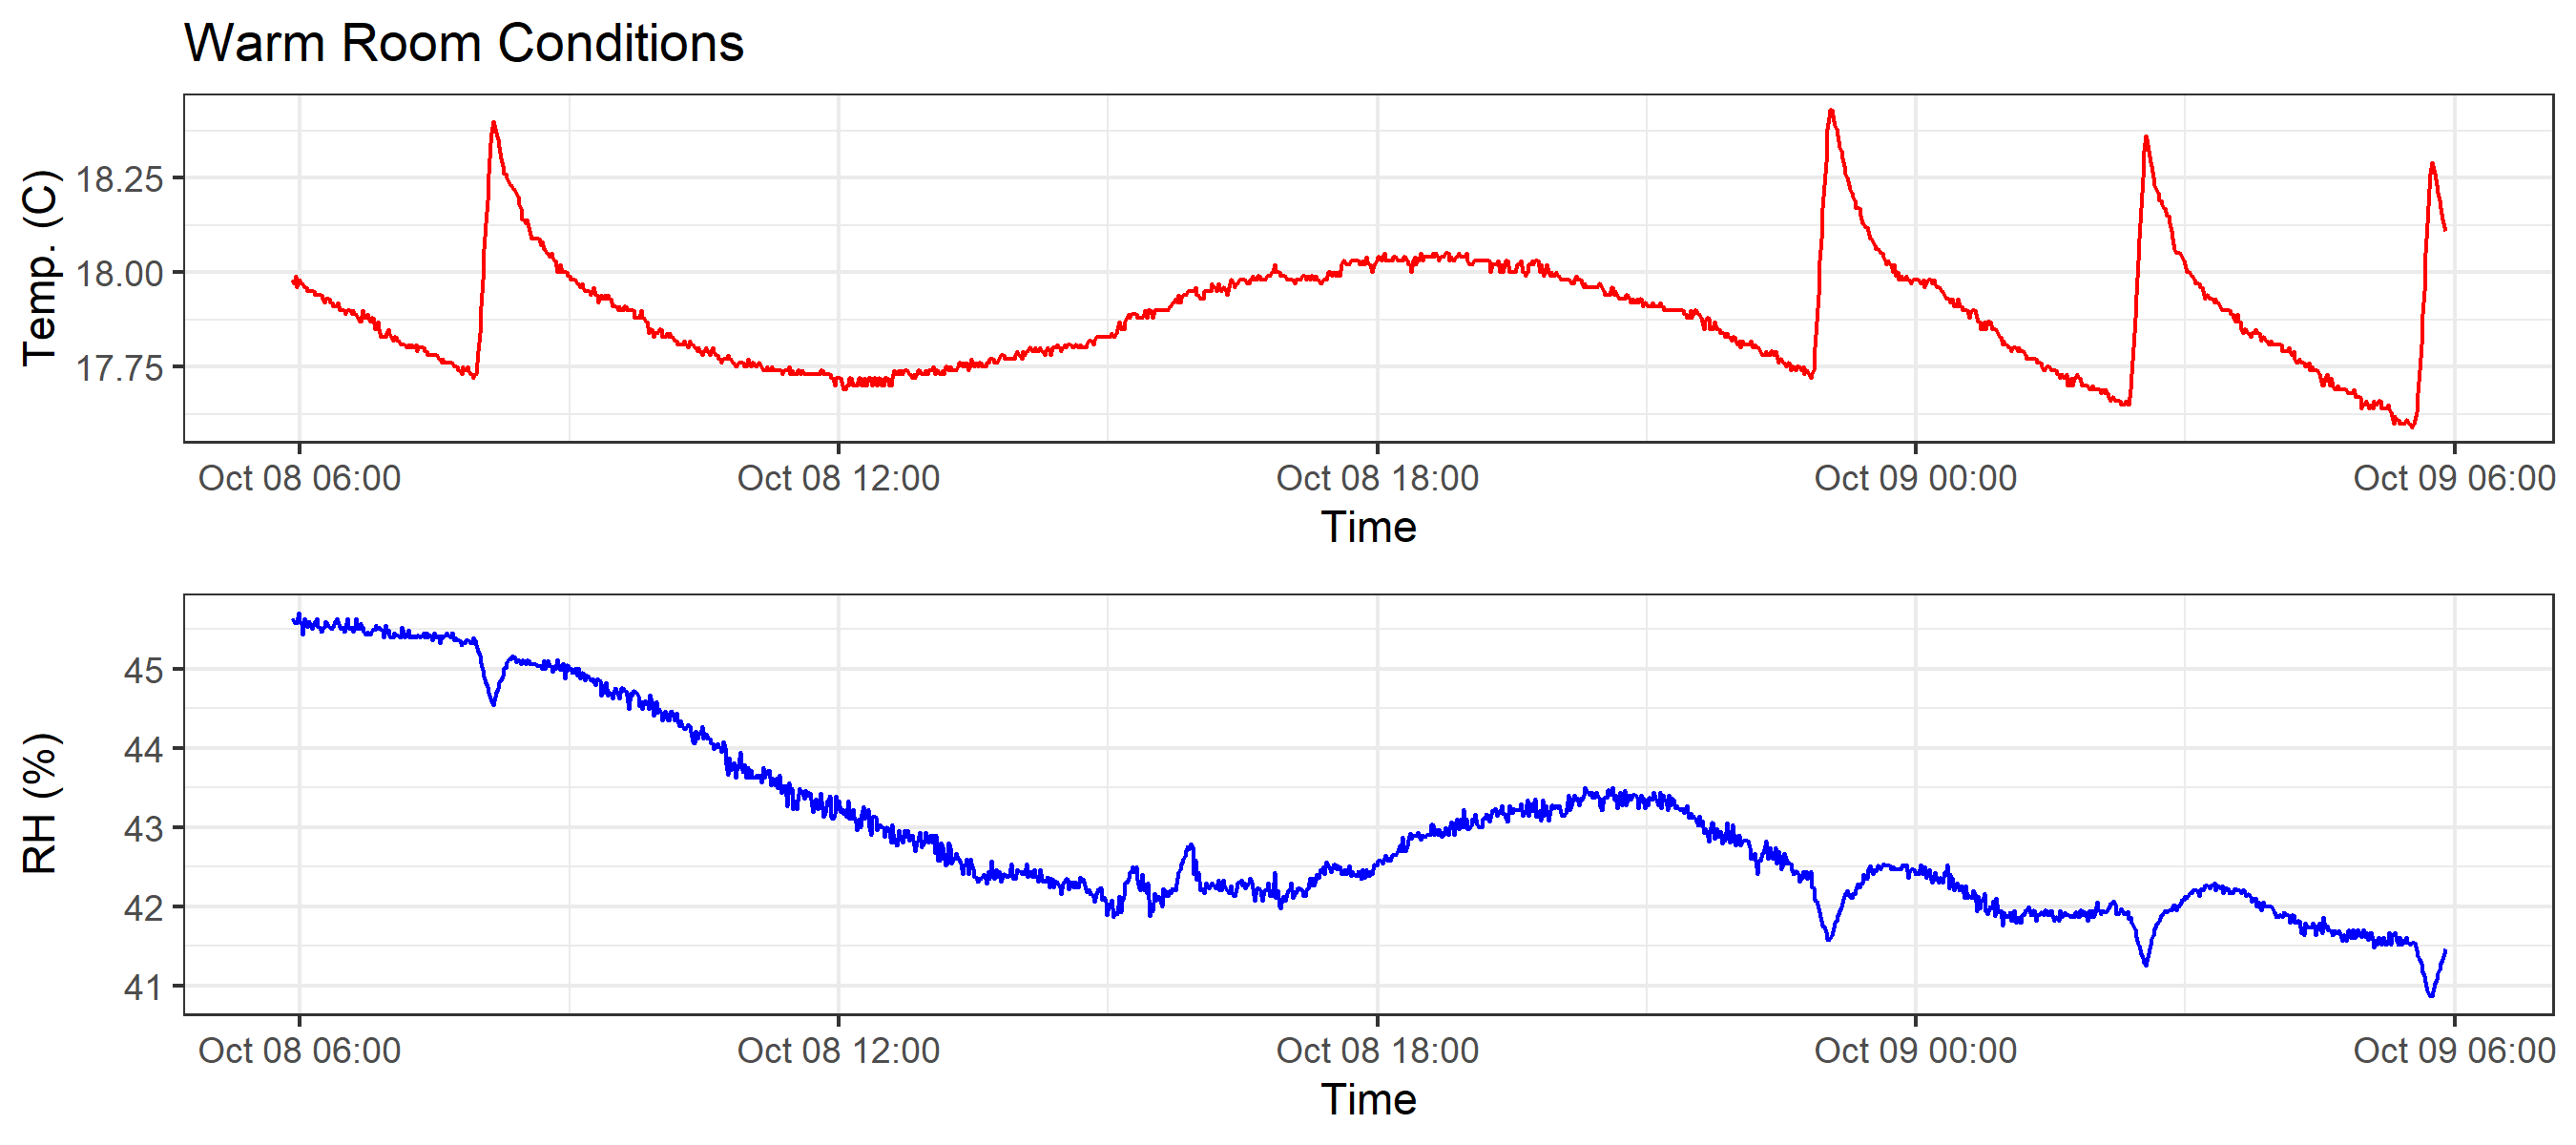 Warm Room Conditions
Temp. (C)
18.25
18.00
17.75
Oct 08 06:00 Oct 08 12:00 Oct 08 18:00 Oct 09 00:00 Oct 09 06:00
Time
RH (%)
45
44
43
42
41
Oct 08 06:00 Oct 08 12:00 Oct 08 18:00 Oct 09 00:00 Oct 09 06:00
Time